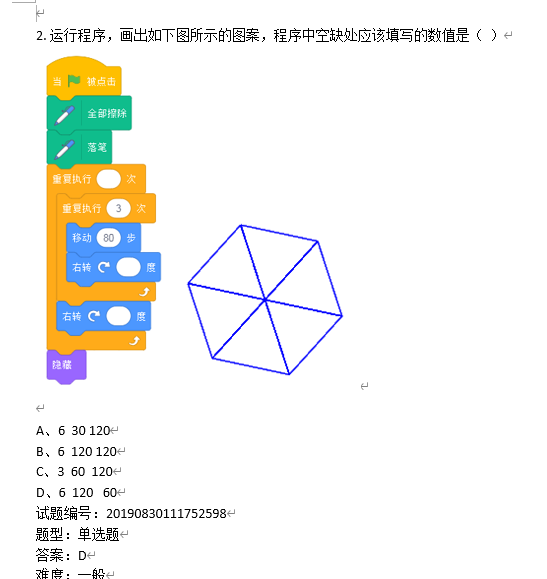 2. 运行程序，画出如下图所示的图案，程序中空缺处应该填写的数值是（ ）
当 被点击
全部擦除
落笔
重复执行 次
重复执行 3 次
移动 80 步
右转 度
右转 度
隐藏
A、6 30 120
B、6 120 120
C、3 60 120
D、6 120 60
试题编号：20190830111752598
题型：单选题
答案：D
难度：一般